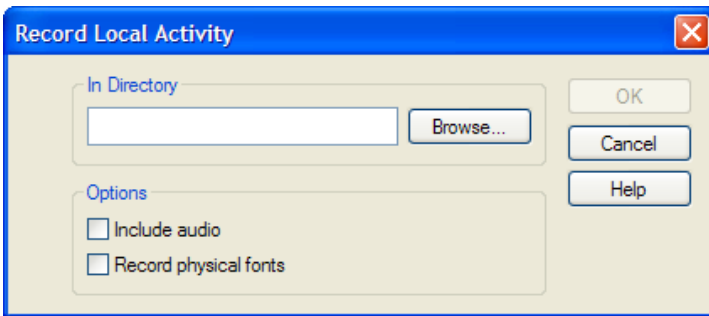 Record Local Activity
In Directory
Browse...
OK
Cancel
Help
Options
Include audio
Record physical fonts